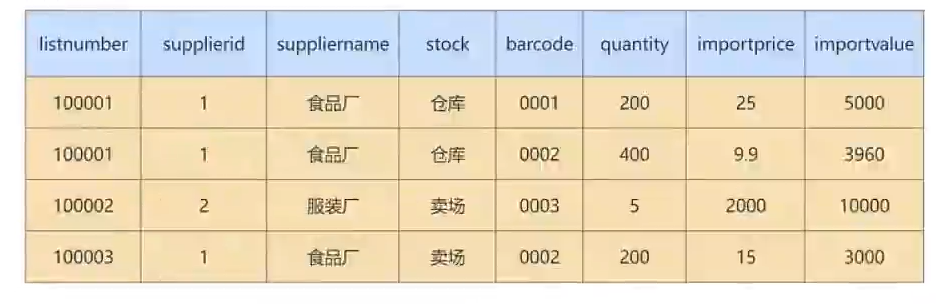 listnumber supplierid suppliername stock barcode quantity importprice importvalue
100001 1 食品厂 仓库 0001 200 25 5000
100001 1 食品厂 仓库 0002 400 9.9 3960
100002 2 服装厂 卖场 0003 5 2000 10000
100003 1 食品厂 卖场 0002 200 15 3000